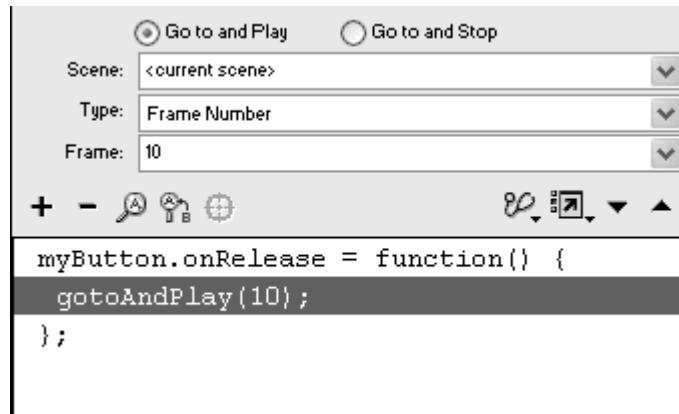 Go to and Play Go to and Stop
Scene: <current scene>
Type: Frame Number
Frame: 10
myButton.onRelease = function() {
gotoAndPlay(10);
};